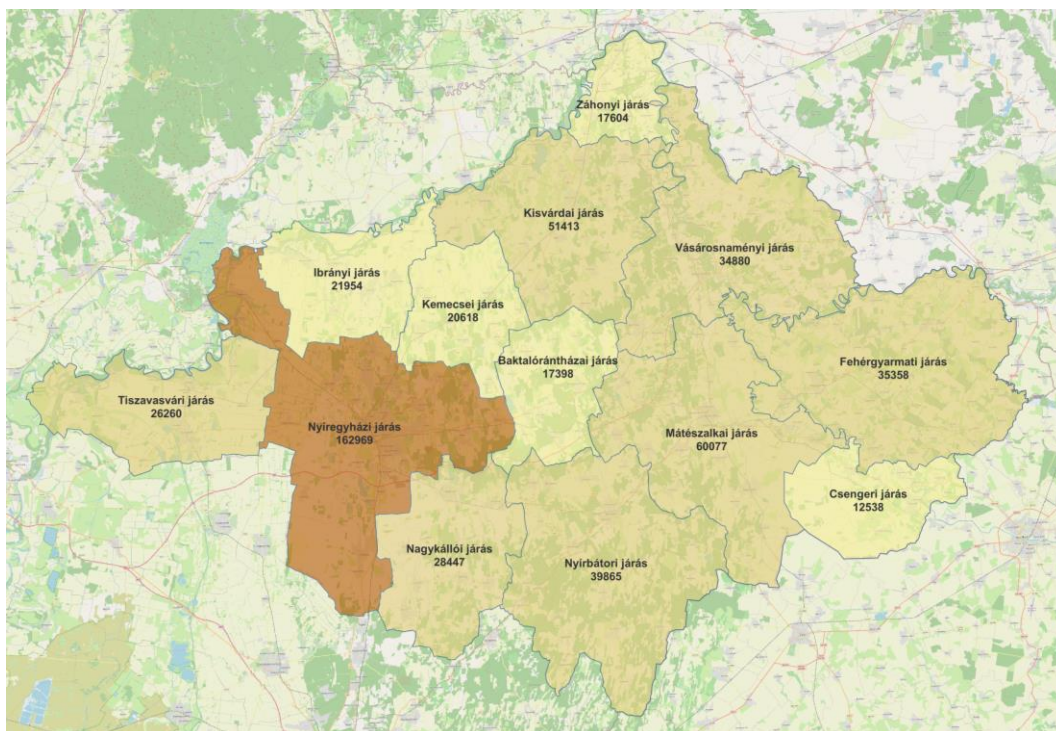 Záhonyi járás
17604
Kisvárdai járás
51413
Vásárosnaményi járás
34880
Ibrányi járás
21954
Kemecsei járás
20618
Baktalórántházai járás
17398
Fehérgyarmati járás
35358
Tiszavasvári járás
26260
Nyíregyházi járás
162969
Mátészalkai járás
60077
Csengeri járás
12538
Nagykállói járás
28447
Nyírbátori járás
39865